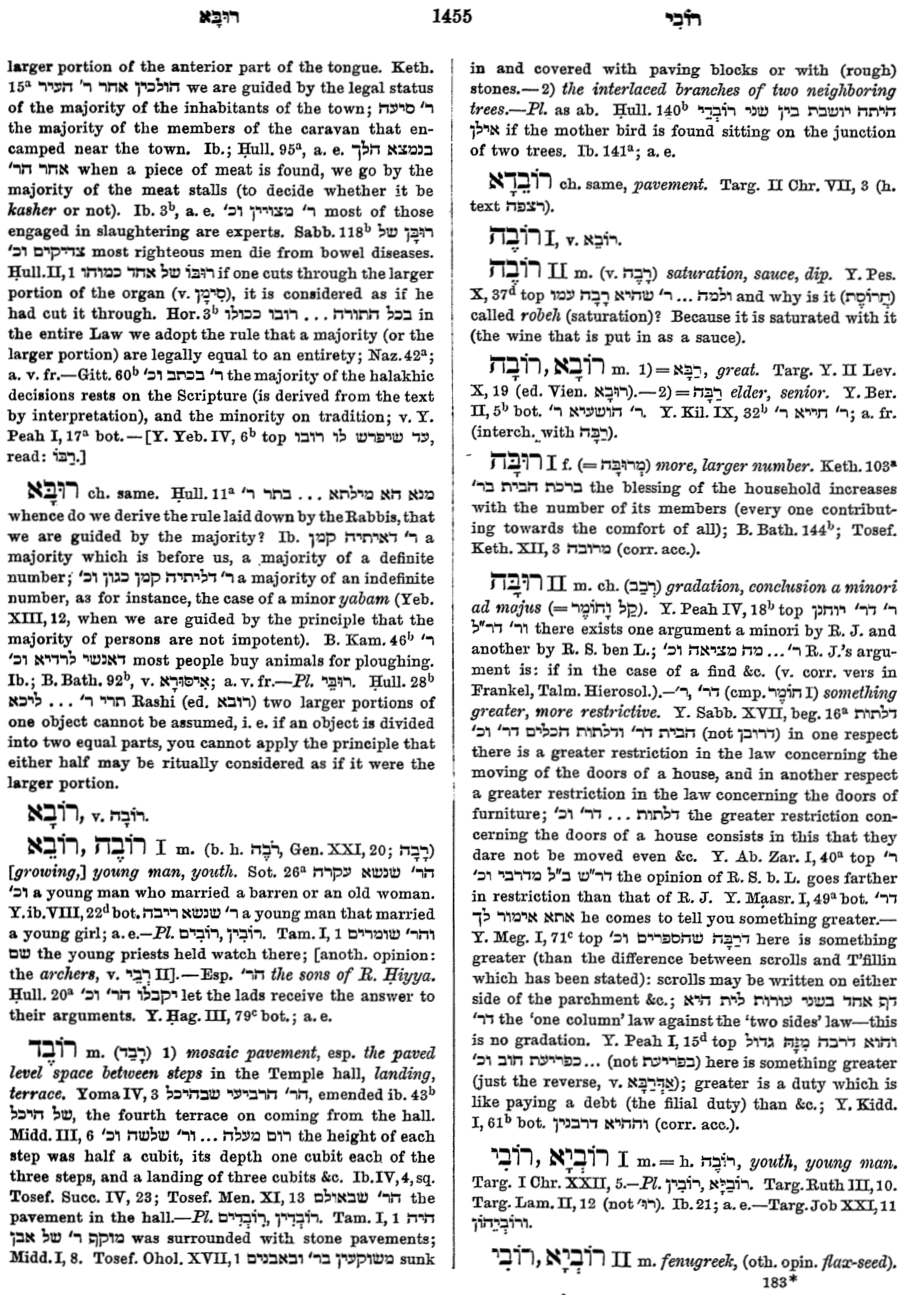 רוּבָּא 1455 רוֹבִי
larger portion of the anterior part of the tongue. Keth.
15ᵃ הולכין אחר ר' העיר we are guided by the legal status
of the majority of the inhabitants of the town; ר' סיעה
the majority of the members of the caravan that en-
camped near the town. Ib.; Ḥull. 95ᵃ, a. e. בנמצא הלך
אחר הר' when a piece of meat is found, we go by the
majority of the meat stalls (to decide whether it be
kasher or not). Ib. 3ᵇ, a. e. ר' מצויין וכ' most of those
engaged in slaughtering are experts. Sabb. 118ᵇ רוּבָּן של
צדיקים וכ' most righteous men die from bowel diseases.
Ḥull. II, 1 רוּבּוֹ של אחד כמוהו if one cuts through the larger
portion of the organ (v. סִימָן), it is considered as if he
had cut it through. Hor. 3ᵇ בכל התורה . . . רובו ככולו in
the entire Law we adopt the rule that a majority (or the
larger portion) are legally equal to an entirety; Naz. 42ᵃ;
a. v. fr.—Gitt. 60ᵇ ר' בכתב וכ' the majority of the halakhic
decisions rests on the Scripture (is derived from the text
by interpretation), and the minority on tradition; v. Y.
Peah I, 17ᵃ bot.—[Y. Yeb. IV, 6ᵇ top עד שיפרש לו רובו,
read: רִבּוֹ.]
רוּבָּא ch. same. Ḥull. 11ᵃ מנא הא מילתא . . . בתר ר'
whence do we derive the rule laid down by the Rabbis, that
we are guided by the majority? Ib. ר' דאיתיה קמן a
majority which is before us, a majority of a definite
number; ר' דליתיה קמן כגון וכ' a majority of an indefinite
number, as for instance, the case of a minor yabam (Yeb.
XIII, 12, when we are guided by the principle that the
majority of persons are not impotent). B. Kam. 46ᵇ ר'
דאנשי לרדיא וכ' most people buy animals for ploughing.
Ib.; B. Bath. 92ᵇ, v. אִיסּוּרָא; a. v. fr.—Pl. רוּבֵּי. Ḥull. 28ᵇ
תרי ר' . . . ליכא Rashi (ed. רובא) two larger portions of
one object cannot be assumed, i. e. if an object is divided
into two equal parts, you cannot apply the principle that
either half may be ritually considered as if it were the
larger portion.
רוֹבָא, v. רוֹבָה.
רוֹבֶה, רוֹבֵא I m. (b. h. רֹבֶה, Gen. XXI, 20; רָבָה)
[growing,] young man, youth. Sot. 26ᵃ הר' שנשא עקרה
וכ' a young man who married a barren or an old woman.
Y. ib. VIII, 22ᵈ bot. ר' שנשא ריבה a young man that married
a young girl; a. e.—Pl. רוֹבִין, רוֹבִים. Tam. I, 1 והר' שומרים
שם the young priests held watch there; [anoth. opinion:
the archers, v. רְבֵי II].—Esp. הר' the sons of R. Ḥiyya.
Ḥull. 20ᵃ יקבלו הר' וכ' let the lads receive the answer to
their arguments. Y. Ḥag. III, 79ᶜ bot.; a. e.
רוֹבֶד m. (רבד) 1) mosaic pavement, esp. the paved
level space between steps in the Temple hall, landing,
terrace. Yoma IV, 3 הר' הרביעי שבהיכל, emended ib. 43ᵇ
של היכל, the fourth terrace on coming from the hall.
Midd. III, 6 רום מעלה . . . ור' שלשה וכ' the height of each
step was half a cubit, its depth one cubit each of the
three steps, and a landing of three cubits &c. Ib. IV, 4, sq.
Tosef. Succ. IV, 23; Tosef. Men. XI, 13 הר' שבאולם the
pavement in the hall.—Pl. רוֹבְדִין, רוֹבָדִים. Tam. I, 1 היה
מוקף ר' של אבן was surrounded with stone pavements;
Midd. I, 8. Tosef. Ohol. XVII, 1 משוקעין בר' ובאבנים sunk
in and covered with paving blocks or with (rough)
stones.—2) the interlaced branches of two neighboring
trees.—Pl. as ab. Ḥull. 140ᵇ היתה יושבת בין שני רוֹבְדֵי
אילן if the mother bird is found sitting on the junction
of two trees. Ib. 141ᵃ; a. e.
רוֹבְדָא ch. same, pavement. Targ. II Chr. VII, 3 (h.
text רצפה).
רוֹבֶה I, v. רוֹבֵא.
רוֹבֶה II m. (v. רָבָה) saturation, sauce, dip. Y. Pes.
X, 37ᵈ top ולמה . . . ר' שהיא רָבָה עמו and why is it (חֲרוֹסֶת)
called robeh (saturation)? Because it is saturated with it
(the wine that is put in as a sauce).
רוֹבָא, רוֹבָה m. 1) = רַבָּא, great. Targ. Y. II Lev.
X, 19 (ed. Vien. רוּבָּא).—2) = רַבָּה elder, senior. Y. Ber.
II, 5ᵇ bot. ר' הושעיא ר'. Y. Kil. IX, 32ᵇ ר' חייא ר'; a. fr.
(interch. with רַבָּה).
רוּבָּה I f. (= מְרוּבָּה) more, larger number. Keth. 103ᵃ
ברכת הבית בר' the blessing of the household increases
with the number of its members (every one contribut-
ing towards the comfort of all); B. Bath. 144ᵇ; Tosef.
Keth. XII, 3 מרובה (corr. acc.).
רוּבָּה II m. ch. (רבב) gradation, conclusion a minori
ad majus (= קַל וָחוֹמֶר). Y. Peah IV, 18ᵇ top ר' דר' יוחנן
ור' דר"ל there exists one argument a minori by R. J. and
another by R. S. ben L.; ר' . . . מה מציאה וכ' R. J.'s argu-
ment is: if in the case of a find &c. (v. corr. vers in
Frankel, Talm. Hierosol.).—ר', דר' (cmp. חוֹמֶר I) something
greater, more restrictive. Y. Sabb. XVII, beg. 16ᵃ דלתות
הבית דר' ודלתות הכלים דר' וכ' (not דרובן) in one respect
there is a greater restriction in the law concerning the
moving of the doors of a house, and in another respect
a greater restriction in the law concerning the doors of
furniture; דלתות . . . דר' וכ' the greater restriction con-
cerning the doors of a house consists in this that they
dare not be moved even &c. Y. Ab. Zar. I, 40ᵃ top ר'
דר"ש ב"ל מדרבי וכ' the opinion of R. S. b. L. goes farther
in restriction than that of R. J. Y. Maasr. I, 49ᵃ bot. דר'
אתא אימור לך he comes to tell you something greater.—
Y. Meg. I, 71ᶜ top דרבָּה שהספרים וכ' here is something
greater (than the difference between scrolls and T'fillin
which has been stated): scrolls may be written on either
side of the parchment &c.; דף אחד בשני עורות לית היא
דר' the 'one column' law against the 'two sides' law—this
is no gradation. Y. Peah I, 15ᵈ top והוא דרבה מִנָּהּ גדול
כפריעת חוב וכ' . . . (not בפריעת) here is something greater
(just the reverse, v. אַדְּרַבָּא); greater is a duty which is
like paying a debt (the filial duty) than &c.; Y. Kidd.
I, 61ᵇ bot. וההיא דרבנין (corr. acc.).
רוֹבְיָא, רוֹבִי I m. = h. רוֹבֶה, youth, young man.
Targ. I Chr. XXII, 5.—Pl. רוֹבַיָּא, רוֹבִין. Targ. Ruth III, 10.
Targ. Lam. II, 12 (not רוּ'). Ib. 21; a. e.—Targ. Job XXI, 11
ורוֹבֵיהוֹן.
רוֹבְיָא, רוֹבִי II m. fenugreek, (oth. opin. flax-seed).
183*